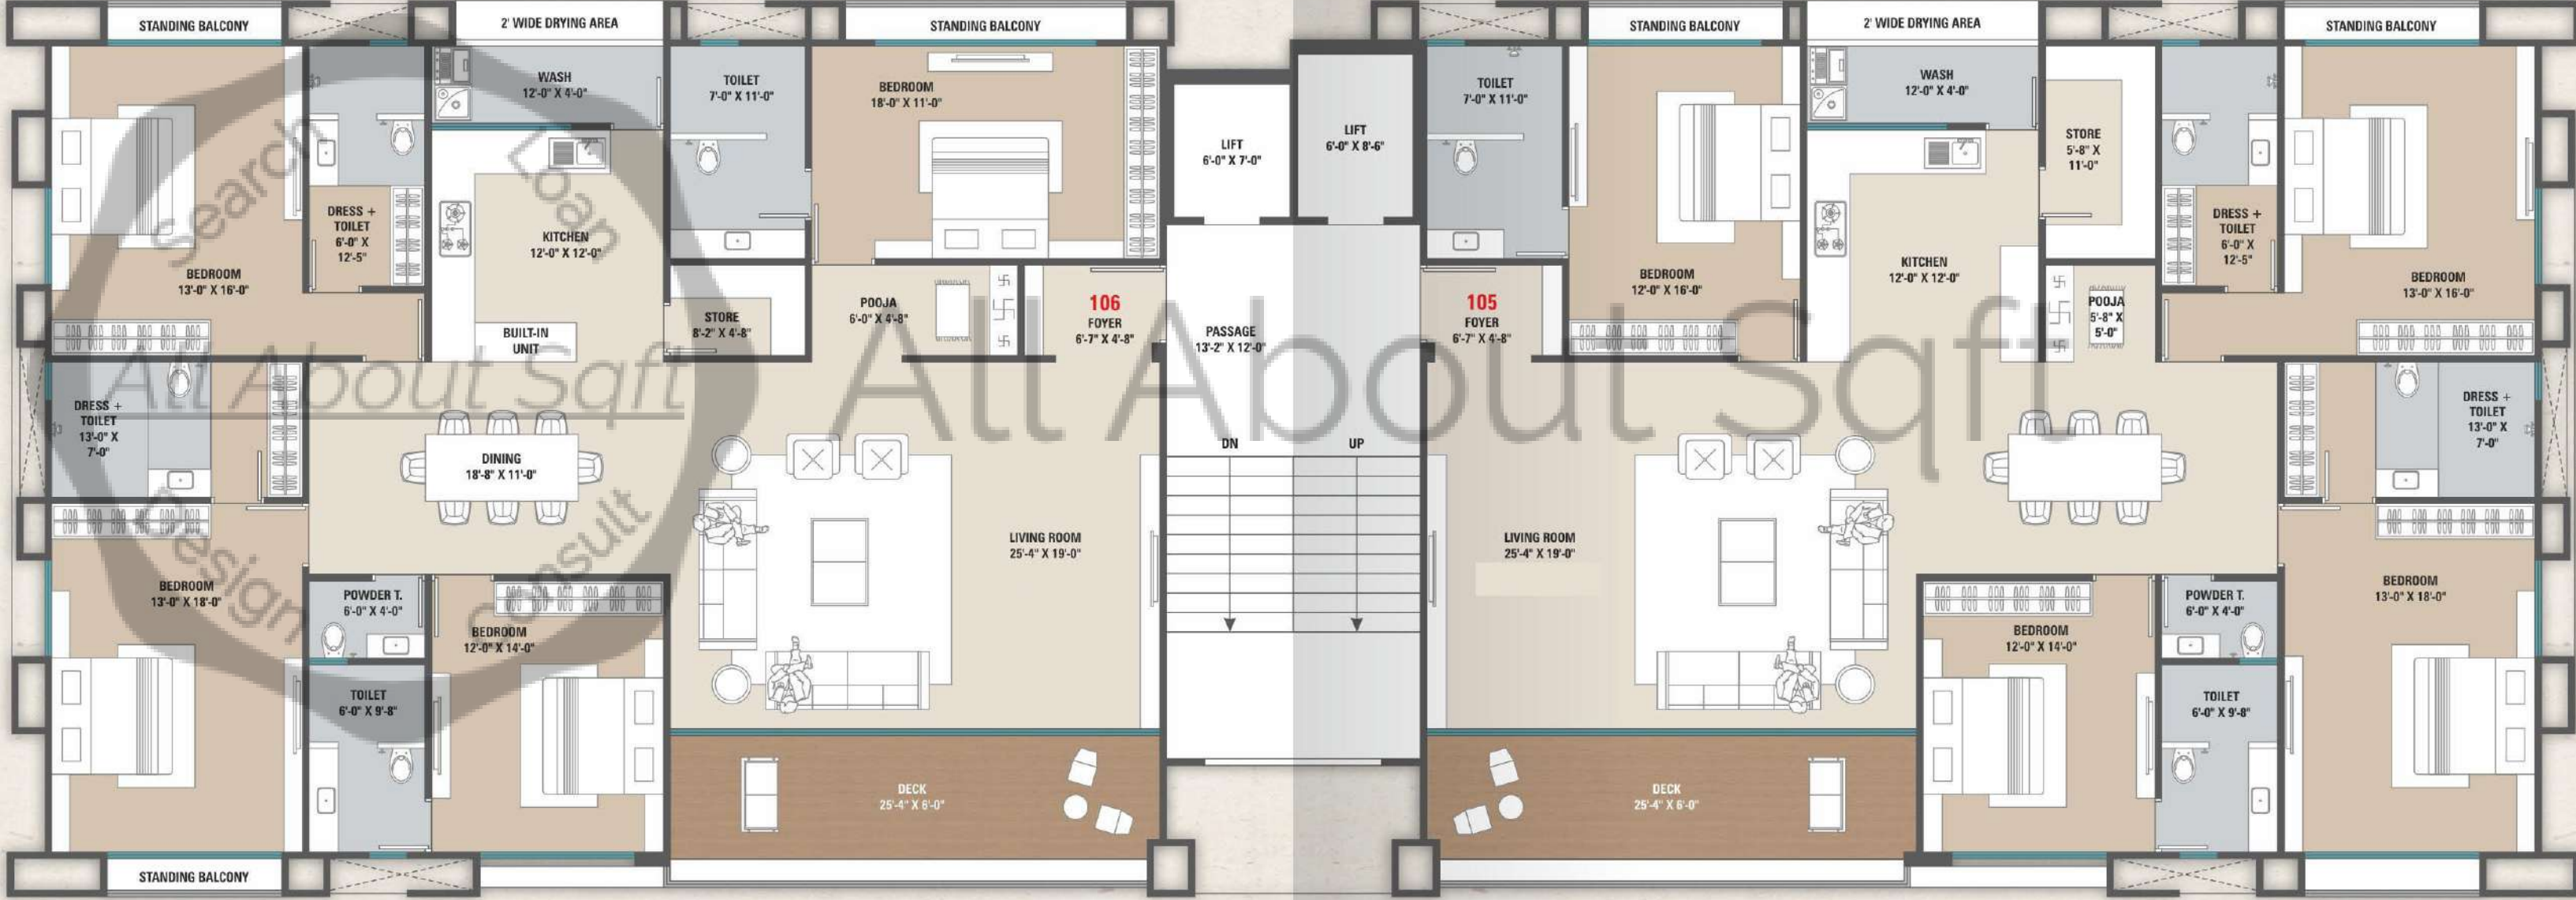 STANDING BALCONY
2' WIDE DRYING AREA
STANDING BALCONY
STANDING BALCONY
2' WIDE DRYING AREA
STANDING BALCONY
WASH
12'-0" X 4'-0"
TOILET
7'-0" X 11'-0"
BEDROOM
18'-0" X 11'-0"
LIFT
6'-0" X 7'-0"
LIFT
6'-0" X 8'-6"
TOILET
7'-0" X 11'-0"
WASH
12'-0" X 4'-0"
STORE
5'-8" X
11'-0"
Search
Loan
DRESS +
TOILET
6'-0" X
12'-5"
KITCHEN
12'-0" X 12'-0"
BEDROOM
13'-0" X 16'-0"
BUILT-IN
UNIT
STORE
8'-2" X 4'-8"
POOJA
6'-0" X 4'-8"
106
FOYER
6'-7" X 4'-8"
PASSAGE
13'-2" X 12'-0"
105
FOYER
6'-7" X 4'-8"
BEDROOM
12'-0" X 16'-0"
KITCHEN
12'-0" X 12'-0"
POOJA
5'-8" X
5'-0"
DRESS +
TOILET
6'-0" X
12'-5"
BEDROOM
13'-0" X 16'-0"
All About Sqft
All About Sqft
DRESS +
TOILET
13'-0" X
7'-0"
DINING
18'-8" X 11'-0"
DN
UP
DRESS +
TOILET
13'-0" X
7'-0"
Design
Consult
LIVING ROOM
25'-4" X 19'-0"
LIVING ROOM
25'-4" X 19'-0"
BEDROOM
13'-0" X 18'-0"
POWDER T.
6'-0" X 4'-0"
BEDROOM
12'-0" X 14'-0"
TOILET
6'-0" X 9'-8"
BEDROOM
12'-0" X 14'-0"
POWDER T.
6'-0" X 4'-0"
TOILET
6'-0" X 9'-8"
BEDROOM
13'-0" X 18'-0"
DECK
25'-4" X 6'-0"
DECK
25'-4" X 6'-0"
STANDING BALCONY